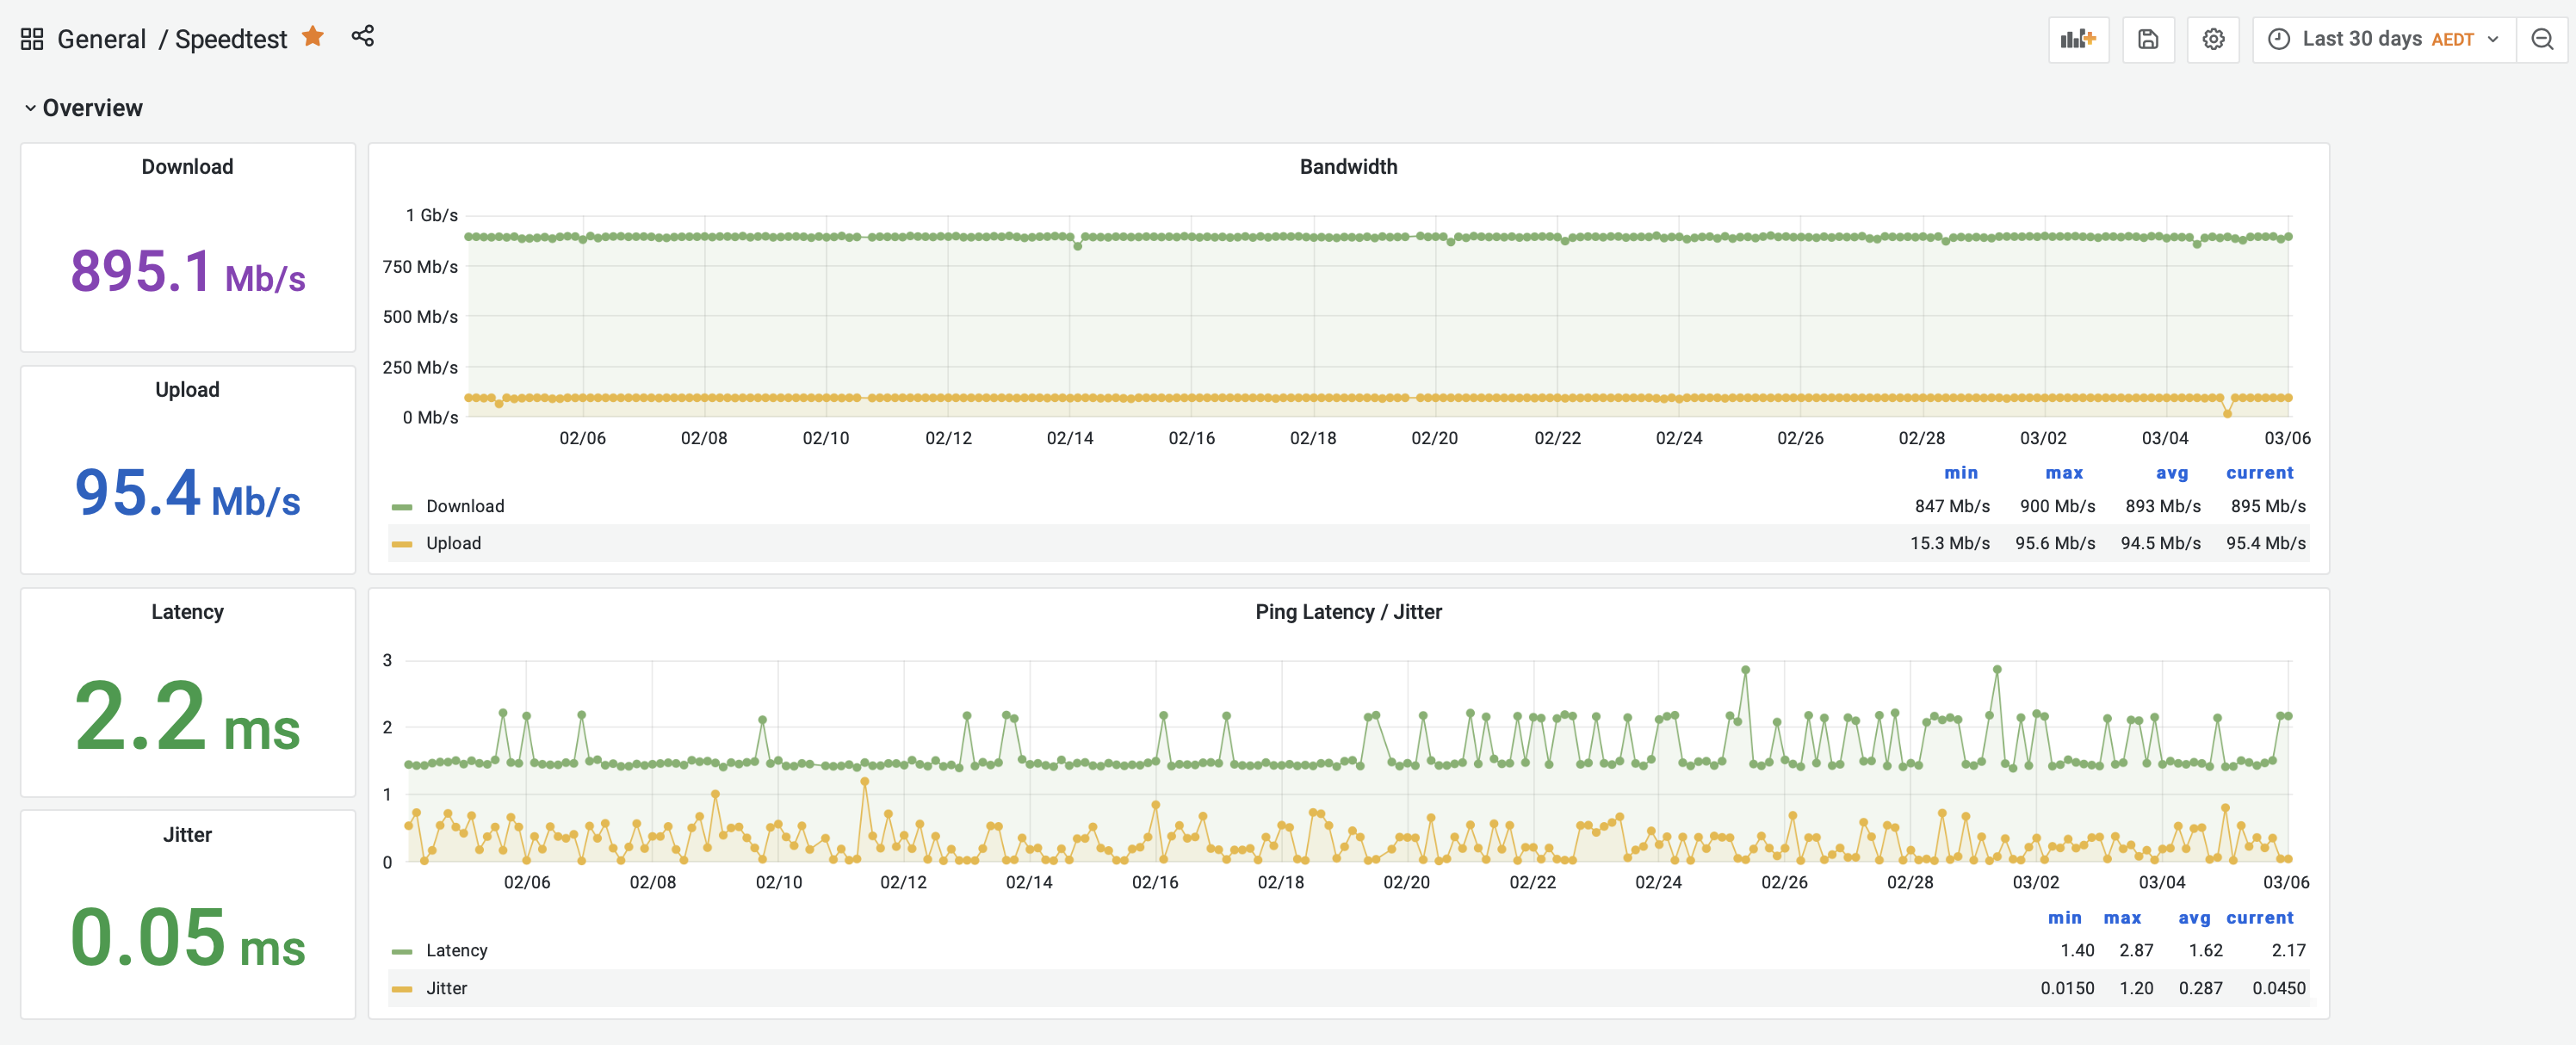 General / Speedtest
Last 30 days AEDT
Overview
Download
895.1 Mb/s
Upload
95.4 Mb/s
Latency
2.2 ms
Jitter
0.05 ms
Bandwidth
1 Gb/s
750 Mb/s
500 Mb/s
250 Mb/s
0 Mb/s
02/06 02/08 02/10 02/12 02/14 02/16 02/18 02/20 02/22 02/24 02/26 02/28 03/02 03/04 03/06
min max avg current
Download 847 Mb/s 900 Mb/s 893 Mb/s 895 Mb/s
Upload 15.3 Mb/s 95.6 Mb/s 94.5 Mb/s 95.4 Mb/s
Ping Latency / Jitter
3
2
1
0
02/06 02/08 02/10 02/12 02/14 02/16 02/18 02/20 02/22 02/24 02/26 02/28 03/02 03/04 03/06
min max avg current
Latency 1.40 2.87 1.62 2.17
Jitter 0.0150 1.20 0.287 0.0450